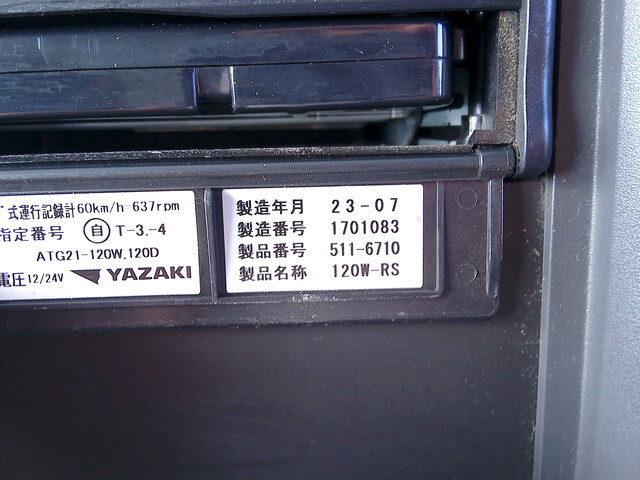 式運行記録計60km/h=637rpm
指定番号 自 T-3.-4
ATG21-120W,120D
電圧12/24V YAZAKI
製造年月 23-07
製造番号 1701083
製品番号 511-6710
製品名称 120W-RS